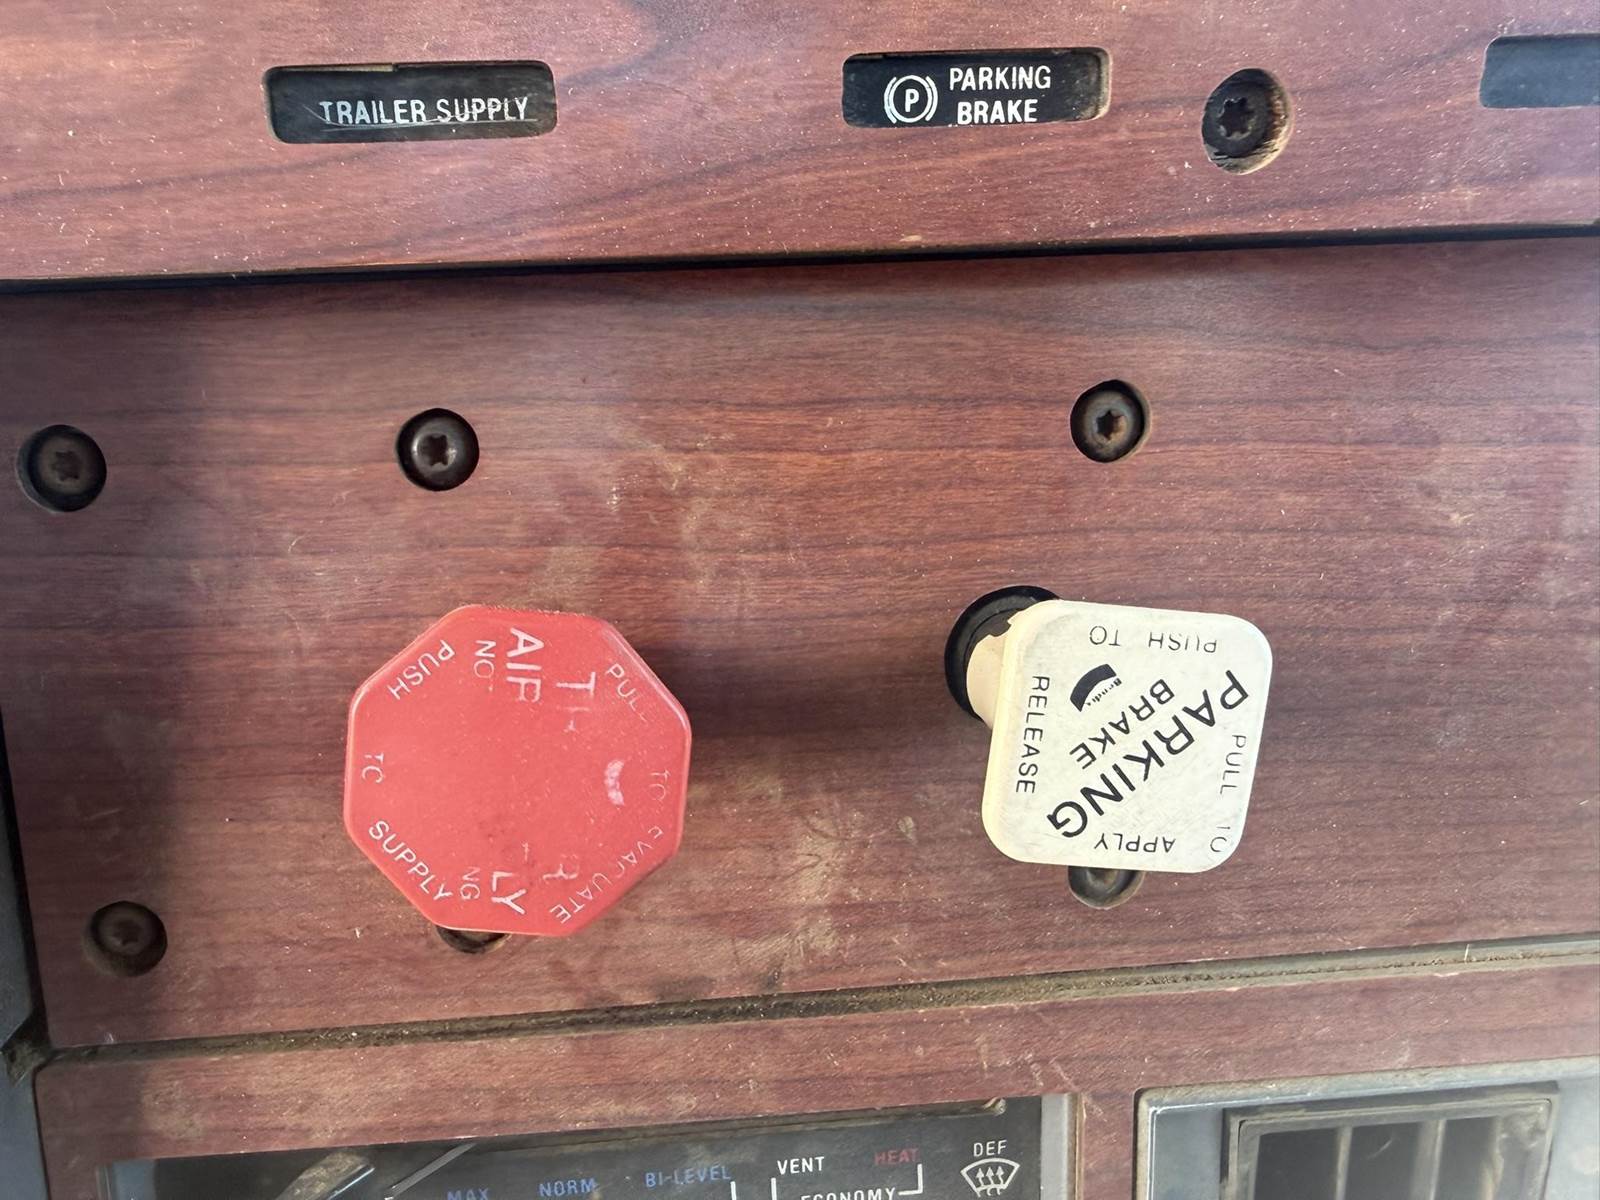 TRAILER SUPPLY
PARKING
BRAKE
PUSH
TO
SUPPLY
PULL
TO
EVACUATE
AIR
PUSH TO
RELEASE
PULL TO
APPLY
PARKING
BRAKE
Bendix
MAX
NORM
BI-LEVEL
VENT
HEAT
DEF
ECONOMY